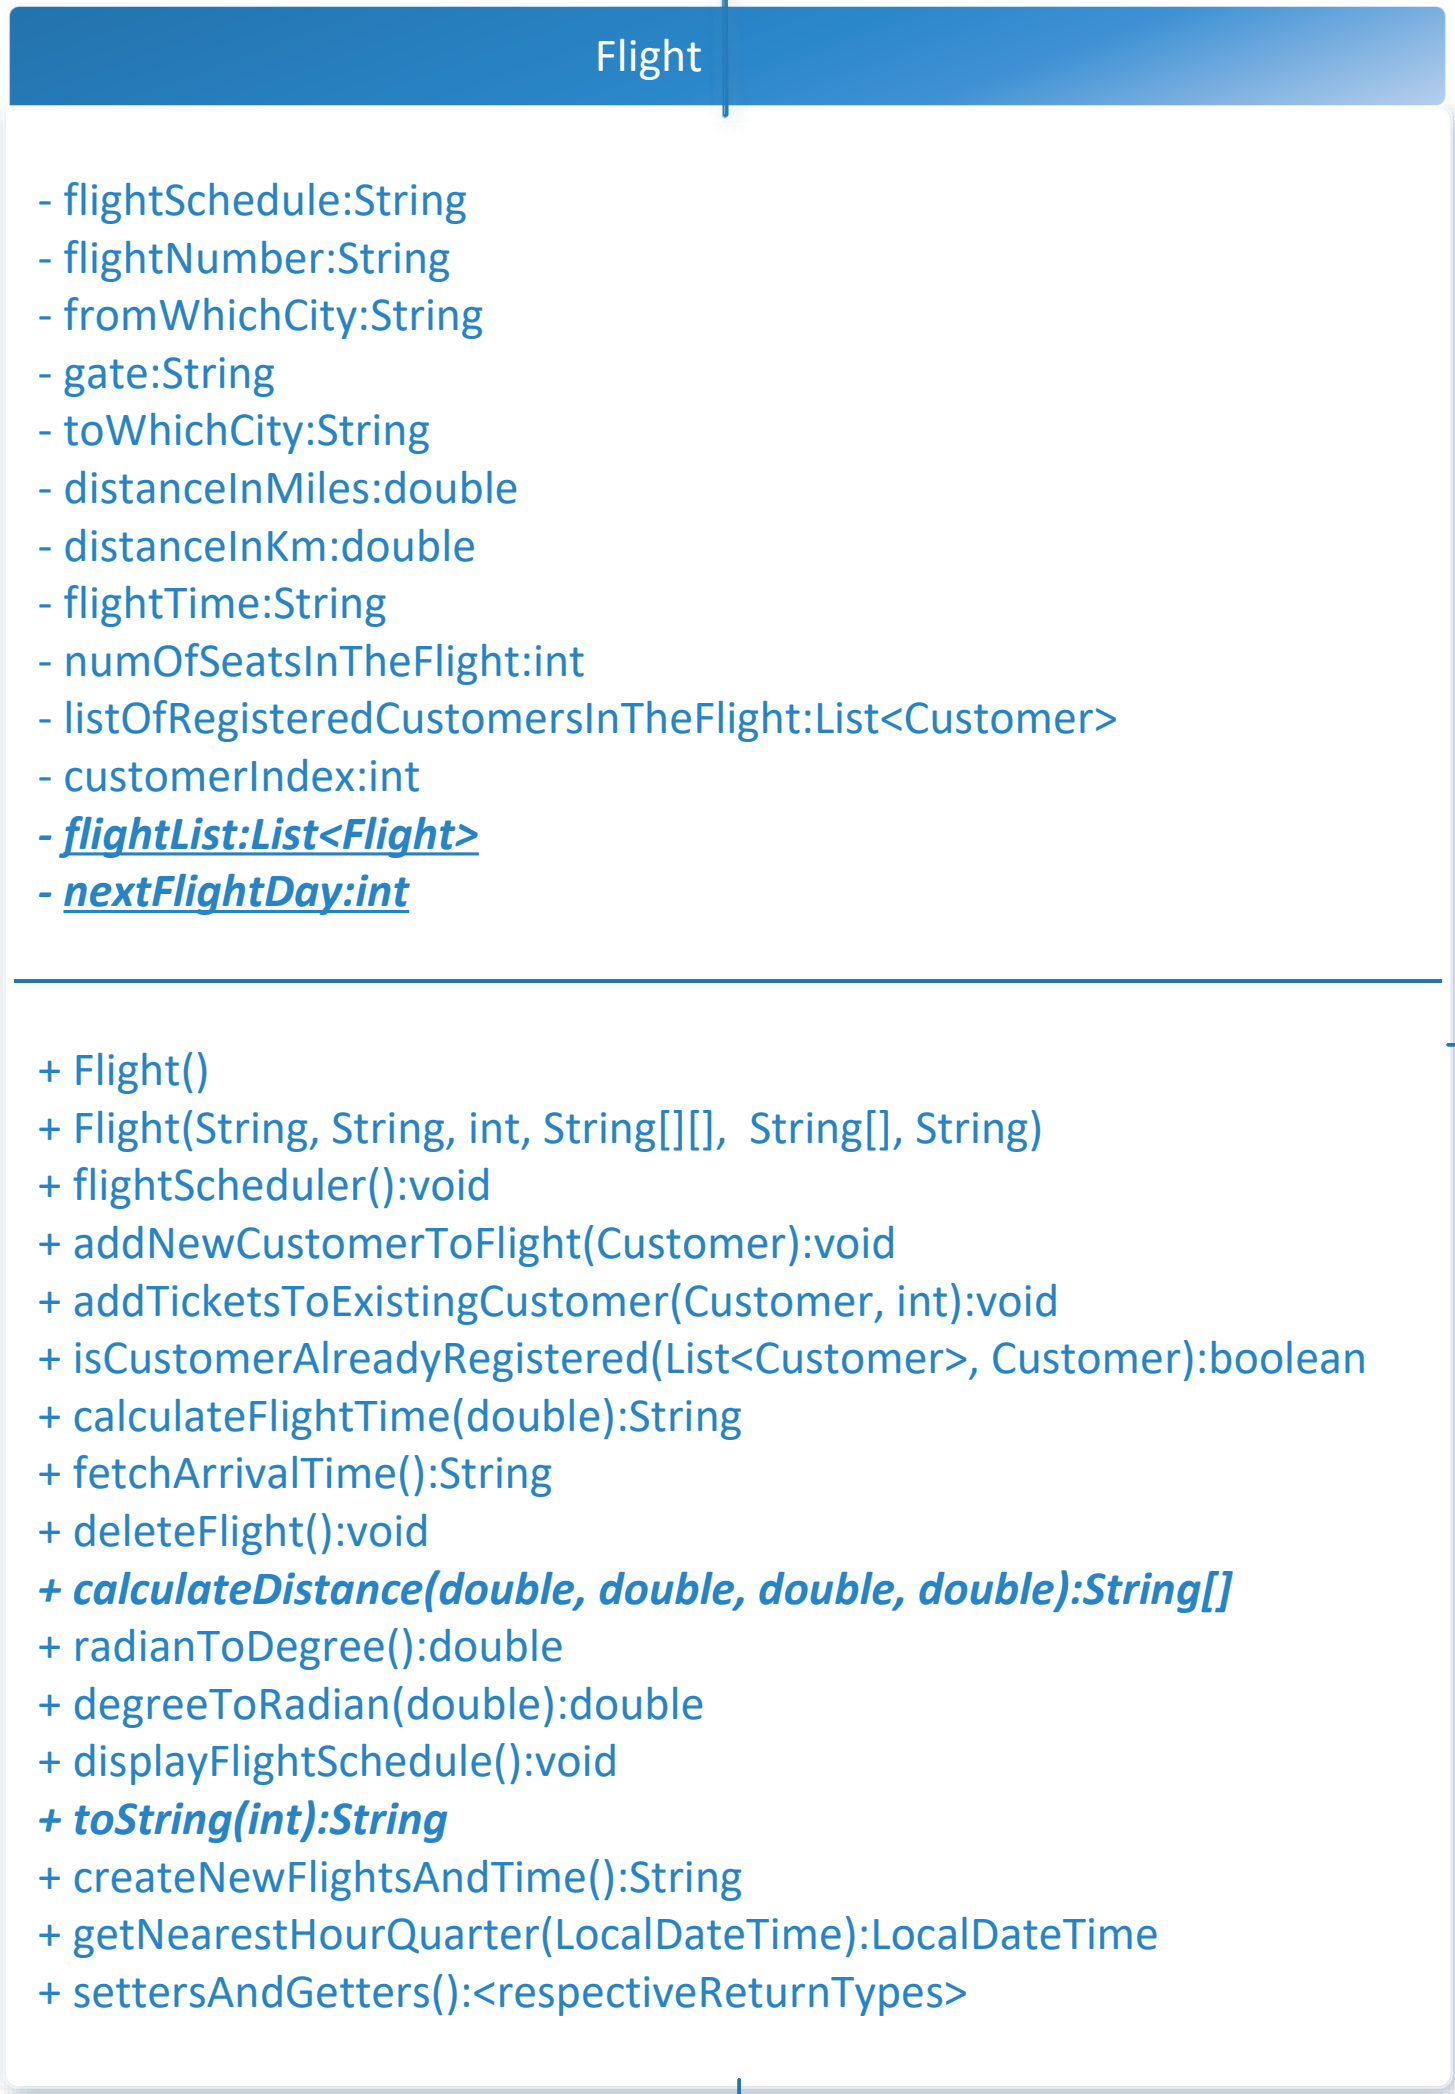 Flight
- flightSchedule:String
- flightNumber:String
- fromWhichCity:String
- gate:String
- toWhichCity:String
- distanceInMiles:double
- distanceInKm:double
- flightTime:String
- numOfSeatsInTheFlight:int
- listOfRegisteredCustomersInTheFlight:List<Customer>
- customerIndex:int
- flightList:List<Flight>
- nextFlightDay:int
+ Flight()
+ Flight(String, String, int, String[][],  String[], String)
+ flightScheduler():void
+ addNewCustomerToFlight(Customer):void
+ addTicketsToExistingCustomer(Customer, int):void
+ isCustomerAlreadyRegistered(List<Customer>, Customer):boolean
+ calculateFlightTime(double):String
+ fetchArrivalTime():String
+ deleteFlight():void
+ calculateDistance(double, double, double, double):String[]
+ radianToDegree():double
+ degreeToRadian(double):double
+ displayFlightSchedule():void
+ toString(int):String
+ createNewFlightsAndTime():String
+ getNearestHourQuarter(LocalDateTime):LocalDateTime
+ settersAndGetters():<respectiveReturnTypes>